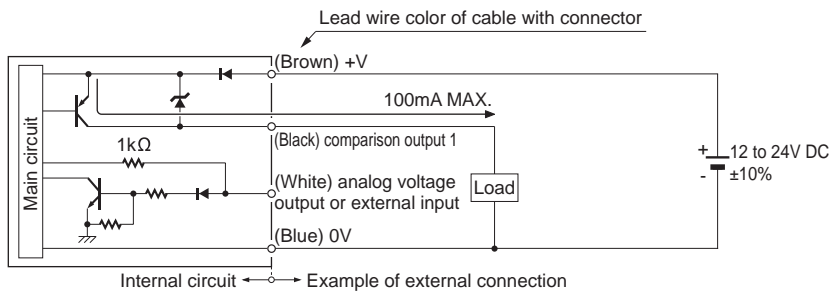 Lead wire color of cable with connector
(Brown) +V
100mA MAX.
(Black) comparison output 1
Main circuit
1kΩ
(White) analog voltage
output or external input
Load
+
12 to 24V DC
-
±10%
(Blue) 0V
Internal circuit
Example of external connection